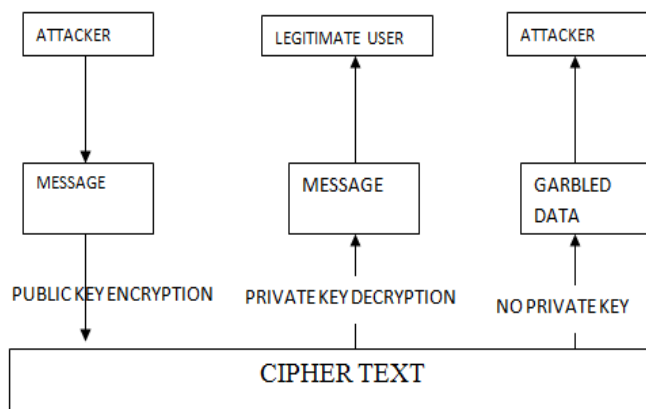 ATTACKER
LEGITIMATE USER
ATTACKER
MESSAGE
MESSAGE
GARBLED
DATA
PUBLIC KEY ENCRYPTION
PRIVATE KEY DECRYPTION
NO PRIVATE KEY
CIPHER TEXT